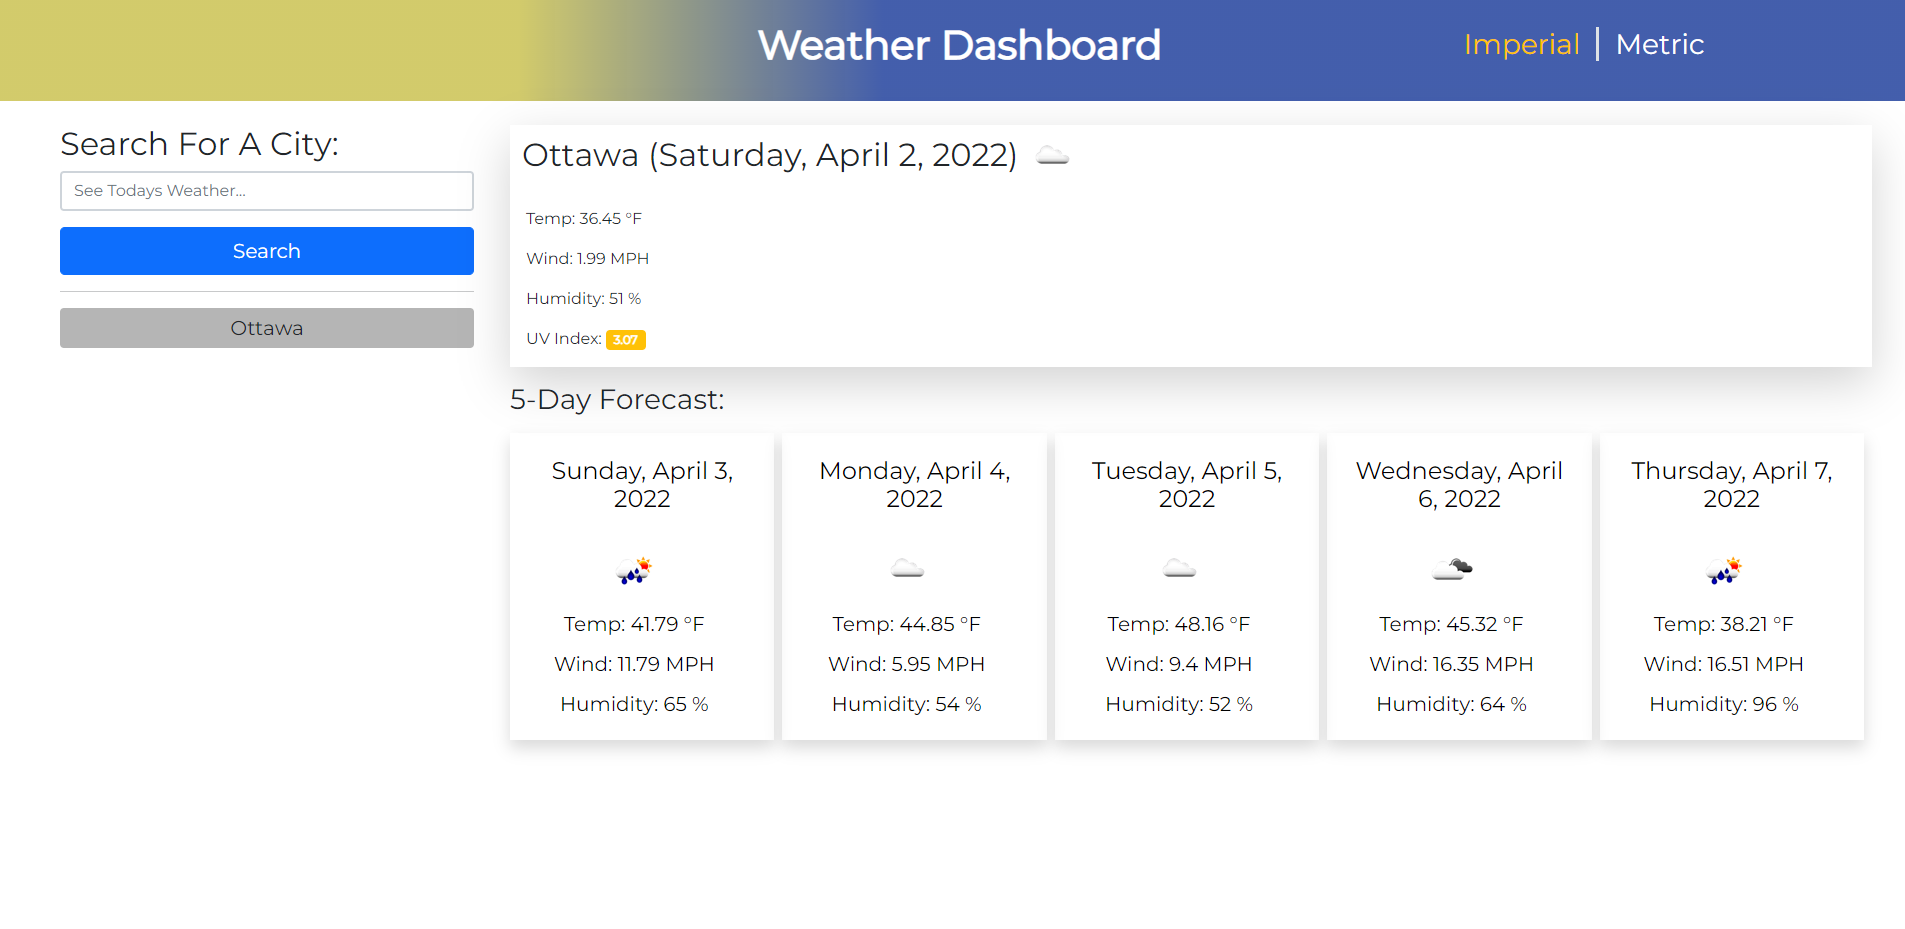 Weather Dashboard
Imperial | Metric
Search For A City:
See Todays Weather...
Search
Ottawa
Ottawa (Saturday, April 2, 2022)
Temp: 36.45 °F
Wind: 1.99 MPH
Humidity: 51 %
UV Index: 3.07
5-Day Forecast:
Sunday, April 3,
2022
Temp: 41.79 °F
Wind: 11.79 MPH
Humidity: 65 %
Monday, April 4,
2022
Temp: 44.85 °F
Wind: 5.95 MPH
Humidity: 54 %
Tuesday, April 5,
2022
Temp: 48.16 °F
Wind: 9.4 MPH
Humidity: 52 %
Wednesday, April
6, 2022
Temp: 45.32 °F
Wind: 16.35 MPH
Humidity: 64 %
Thursday, April 7,
2022
Temp: 38.21 °F
Wind: 16.51 MPH
Humidity: 96 %